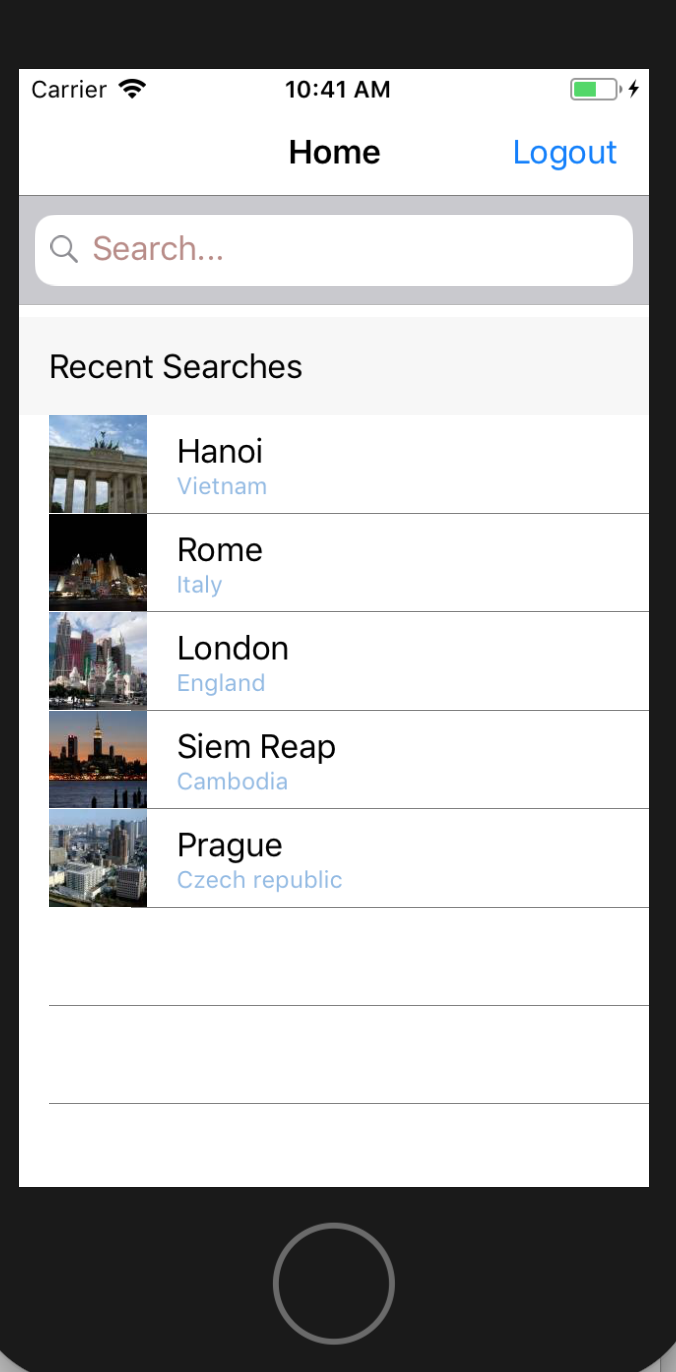 Carrier 10:41 AM
Home Logout
Search...
Recent Searches
Hanoi
Vietnam
Rome
Italy
London
England
Siem Reap
Cambodia
Prague
Czech republic